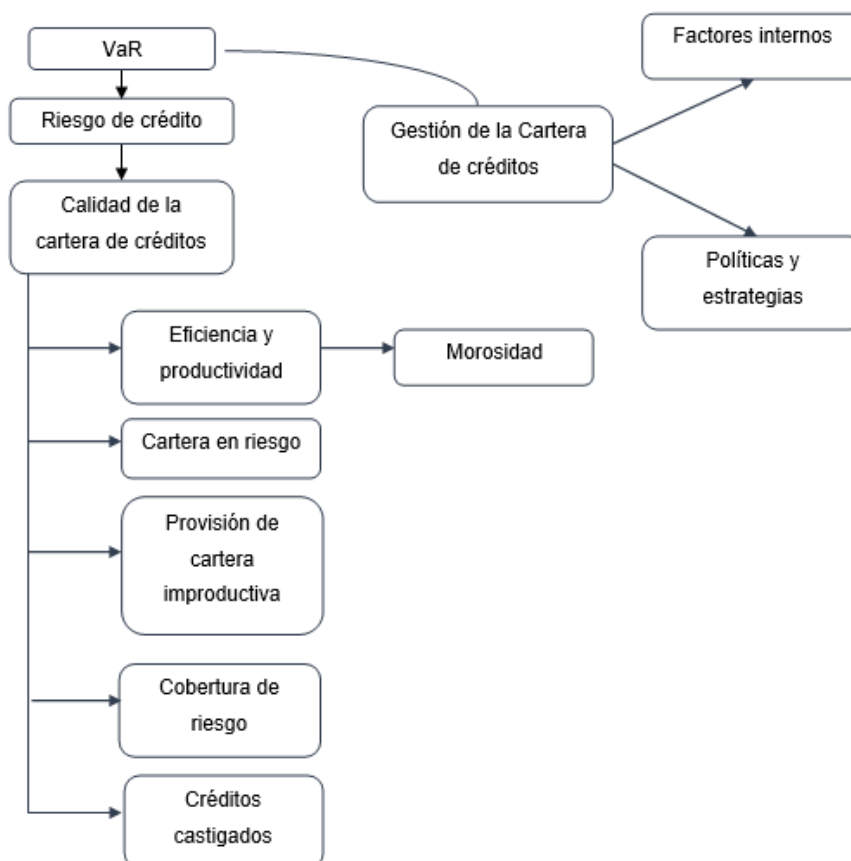 VaR
Riesgo de crédito
Calidad de la
cartera de créditos
Eficiencia y
productividad
Morosidad
Cartera en riesgo
Provisión de
cartera
improductiva
Cobertura de
riesgo
Créditos
castigados
Gestión de la Cartera
de créditos
Factores internos
Políticas y
estrategias